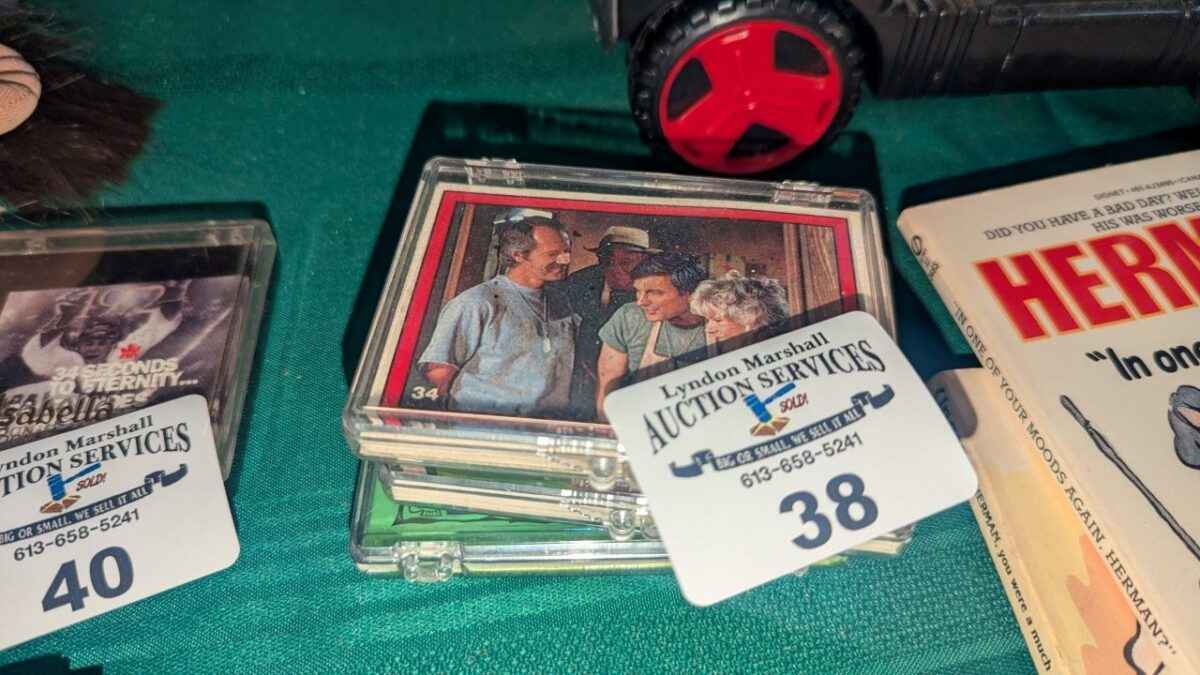 34 SECONDS
TO ETERNITY...
Isabella
yndon Marshall
TION SERVICES
SOLD!
BIG OR SMALL, WE SELL IT ALL
613-658-5241
40
34
Lyndon Marshall
AUCTION SERVICES
SOLD!
BIG OR SMALL, WE SELL IT ALL
613-658-5241
38
DID YOU HAVE A BAD DAY? WE
HIS WAS WORS
HERM
"In one
"IN ONE OF YOUR MOODS AGAIN, HERMAN?"
HERMAN, you were a much